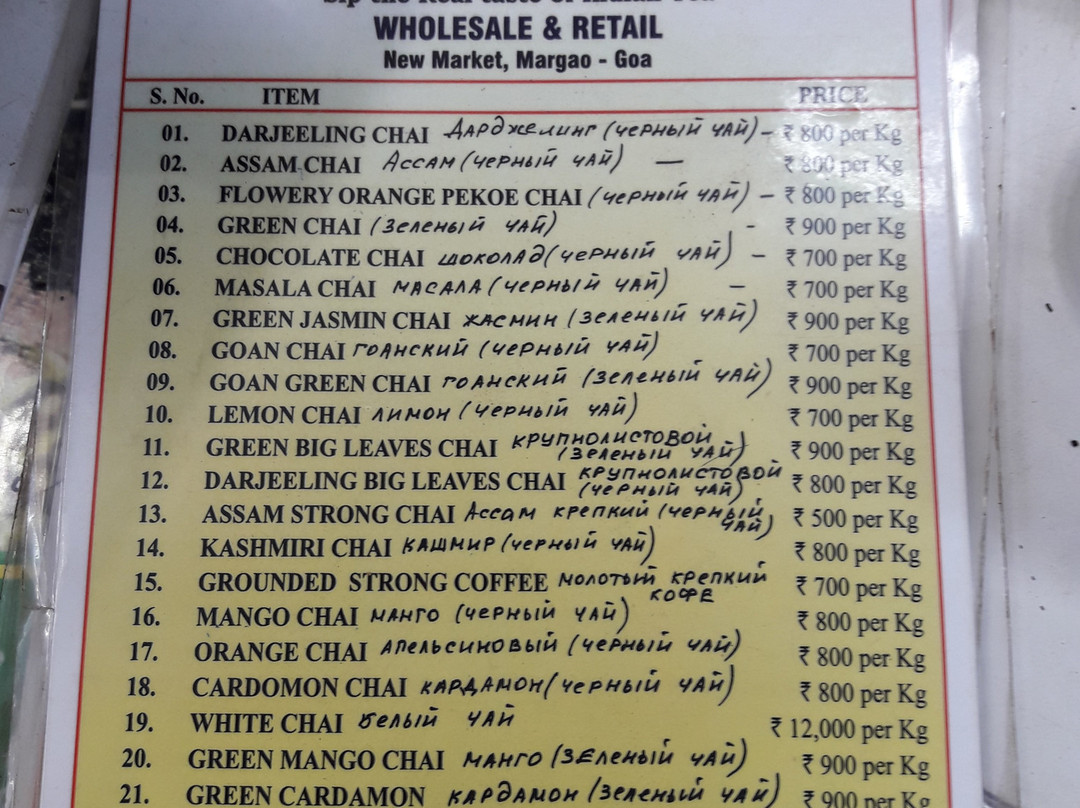 WHOLESALE & RETAIL
New Market, Margao - Goa
S. No. ITEM PRICE
01. DARJEELING CHAI Дарджелинг (черный чай) - ₹ 800 per Kg
02. ASSAM CHAI Ассам (черный чай) — ₹ 800 per Kg
03. FLOWERY ORANGE PEKOE CHAI (черный чай) - ₹ 800 per Kg
04. GREEN CHAI (зеленый чай) - ₹ 900 per Kg
05. CHOCOLATE CHAI шоколад (черный чай) - ₹ 700 per Kg
06. MASALA CHAI масала (черный чай) - ₹ 700 per Kg
07. GREEN JASMIN CHAI жасмин (зеленый чай) ₹ 900 per Kg
08. GOAN CHAI гоанский (черный чай) ₹ 700 per Kg
09. GOAN GREEN CHAI гоанский (зеленый чай) ₹ 900 per Kg
10. LEMON CHAI лимон (черный чай) ₹ 700 per Kg
11. GREEN BIG LEAVES CHAI крупнолистовой ₹ 900 per Kg
(зеленый чай)
12. DARJEELING BIG LEAVES CHAI крупнолистовой ₹ 800 per Kg
(черный чай)
13. ASSAM STRONG CHAI Ассам крепкий (черный ₹ 500 per Kg
чай)
14. KASHMIRI CHAI кашмир (черный чай) ₹ 800 per Kg
15. GROUNDED STRONG COFFEE молотый крепкий ₹ 700 per Kg
кофе
16. MANGO CHAI манго (черный чай) ₹ 800 per Kg
17. ORANGE CHAI Апельсиновый (черный чай) ₹ 800 per Kg
18. CARDOMON CHAI кардамон (черный чай) ₹ 800 per Kg
19. WHITE CHAI белый чай ₹ 12,000 per Kg
20. GREEN MANGO CHAI манго (зеленый чай) ₹ 900 per Kg
21. GREEN CARDAMON кардамон (зеленый чай) ₹ 900 per Kg